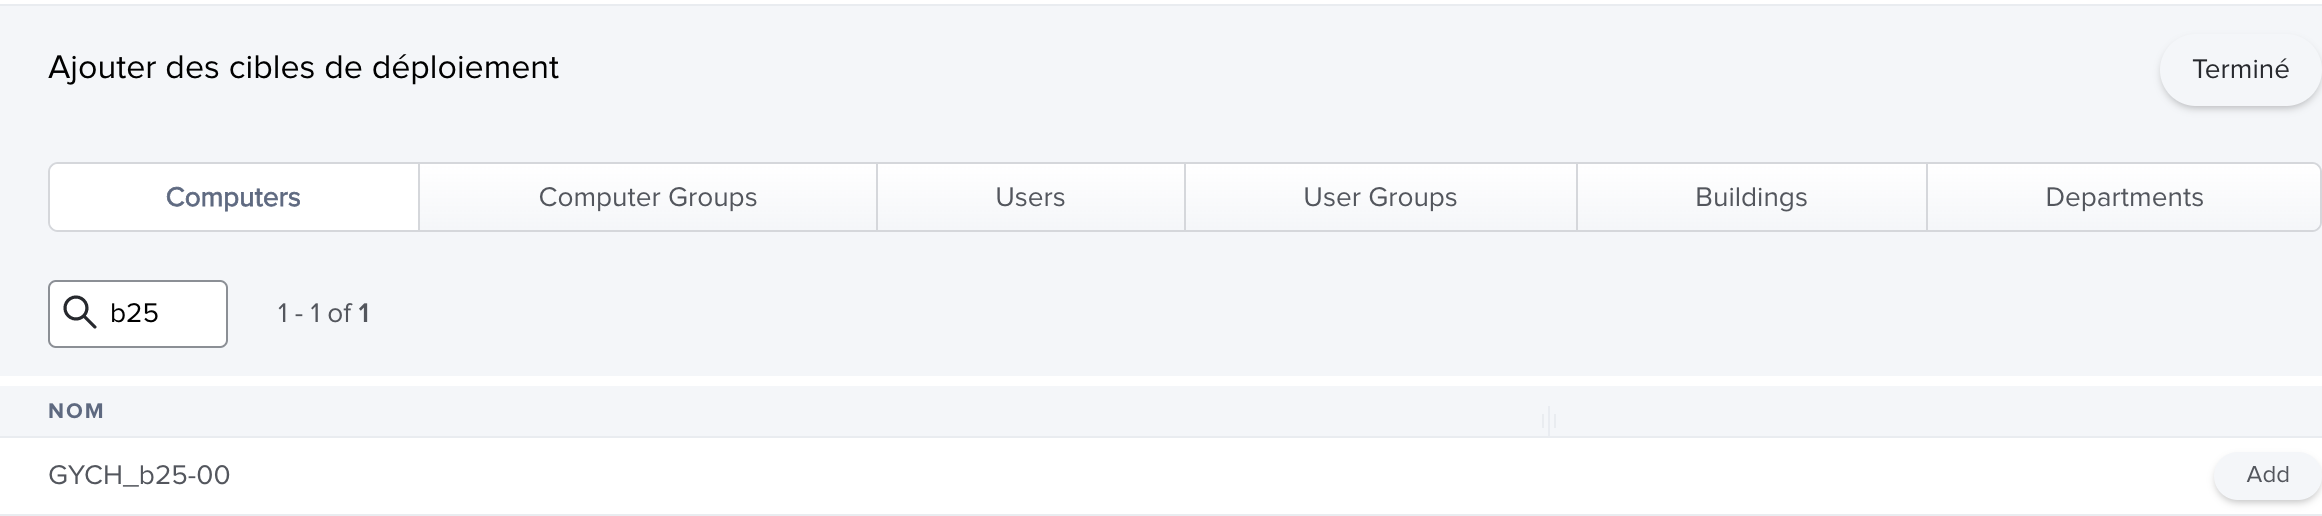 Ajouter des cibles de déploiement
Terminé
Computers
Computer Groups
Users
User Groups
Buildings
Departments
b25
1 - 1 of 1
NOM
GYCH_b25-00
Add